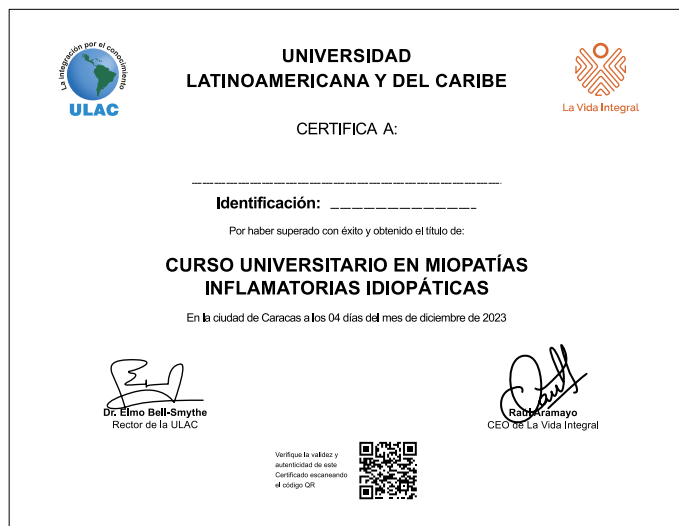 La integración por el conocimiento
ULAC
UNIVERSIDAD
LATINOAMERICANA Y DEL CARIBE
La Vida Integral
CERTIFICA A:
Identificación:
Por haber superado con éxito y obtenido el título de:
CURSO UNIVERSITARIO EN MIOPATÍAS
INFLAMATORIAS IDIOPÁTICAS
En la ciudad de Caracas a los 04 días del mes de diciembre de 2023
Dr. Elmo Bell-Smythe
Rector de la ULAC
Raúl Aramayo
CEO de La Vida Integral
Verifique la validez y
autenticidad de este
Certificado escaneando
el código QR